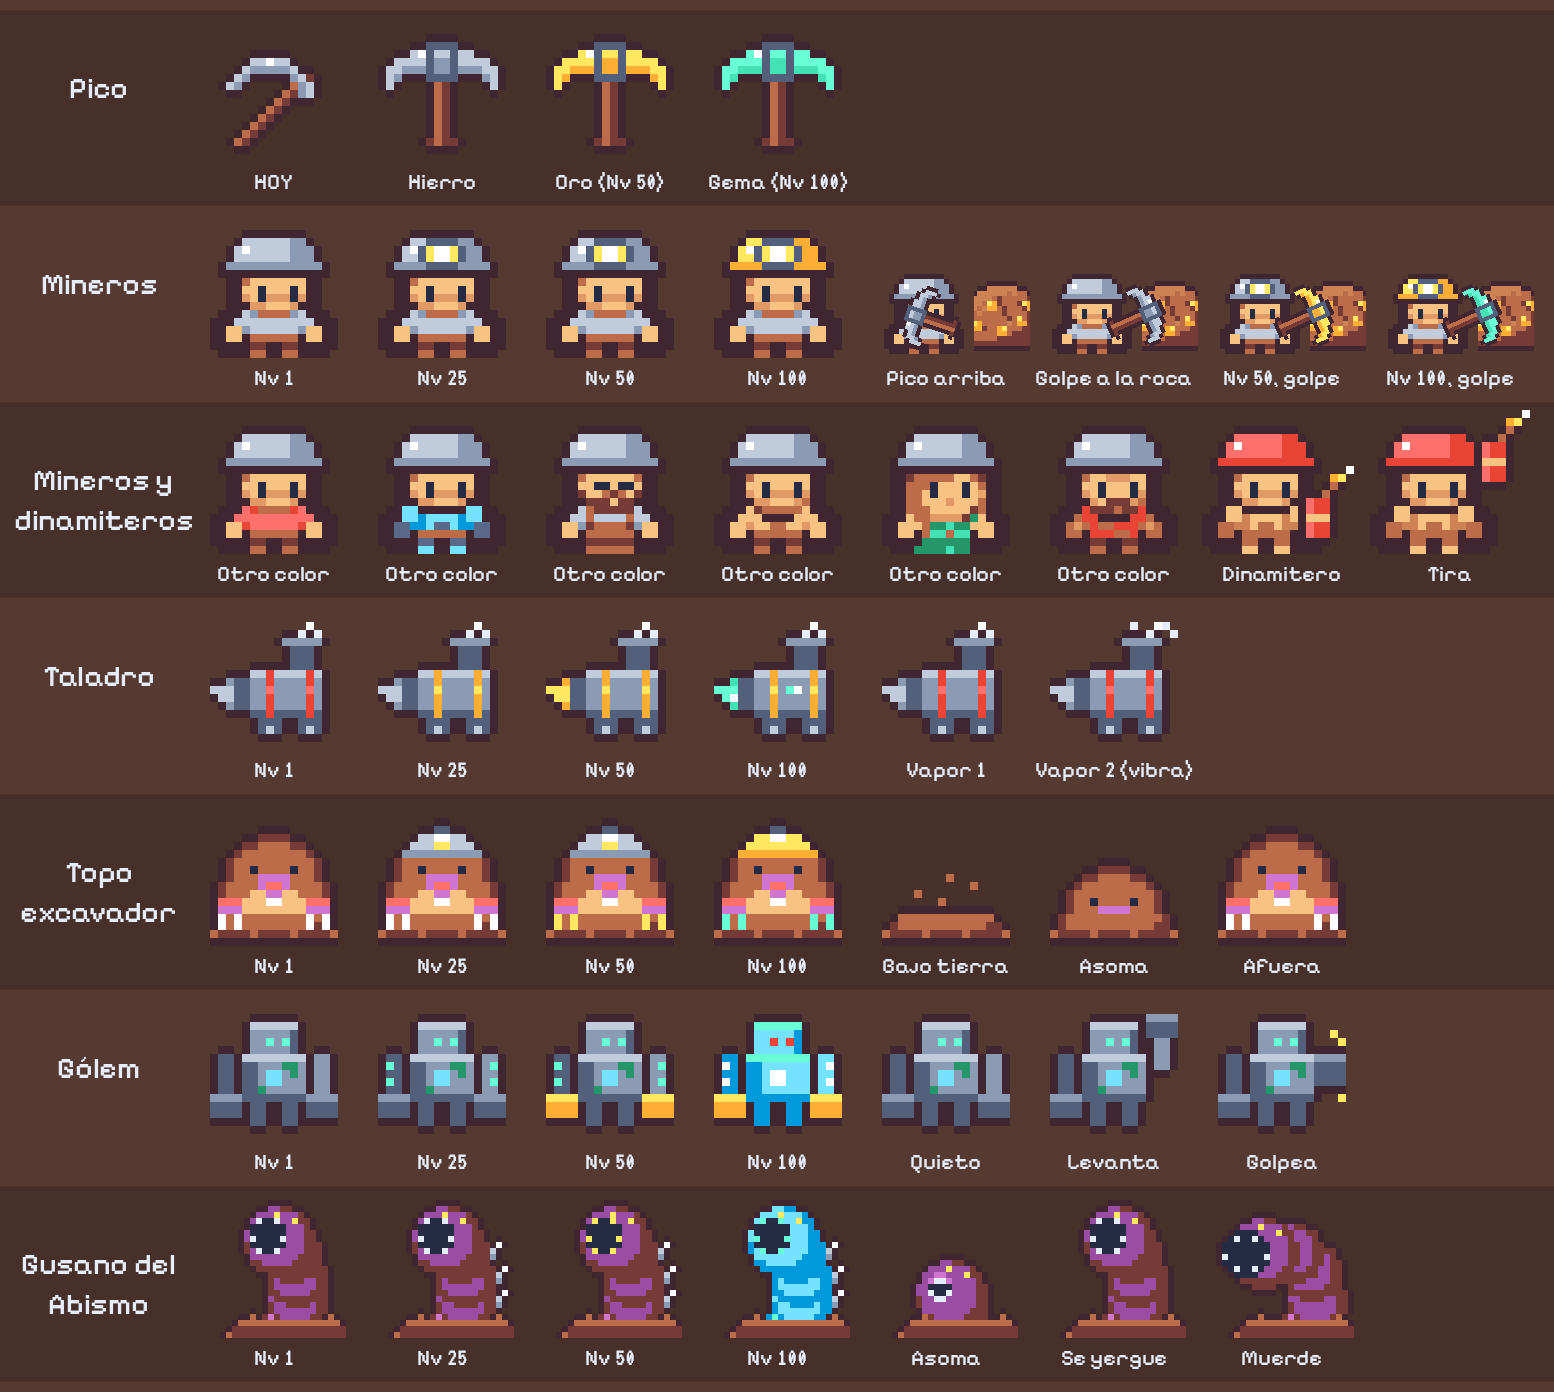 Pico
HOY
Hierro
Oro (Nv 50)
Gema (Nv 100)
Mineros
Nv 1
Nv 25
Nv 50
Nv 100
Pico arriba
Golpe a la roca
Nv 50, golpe
Nv 100, golpe
Mineros y
dinamiteros
Otro color
Otro color
Otro color
Otro color
Otro color
Otro color
Dinamitero
Tira
Taladro
Nv 1
Nv 25
Nv 50
Nv 100
Vapor 1
Vapor 2 (vibra)
Topo
excavador
Nv 1
Nv 25
Nv 50
Nv 100
Bajo tierra
Asoma
Afuera
Gólem
Nv 1
Nv 25
Nv 50
Nv 100
Quieto
Levanta
Golpea
Gusano del
Abismo
Nv 1
Nv 25
Nv 50
Nv 100
Asoma
Se yergue
Muerde